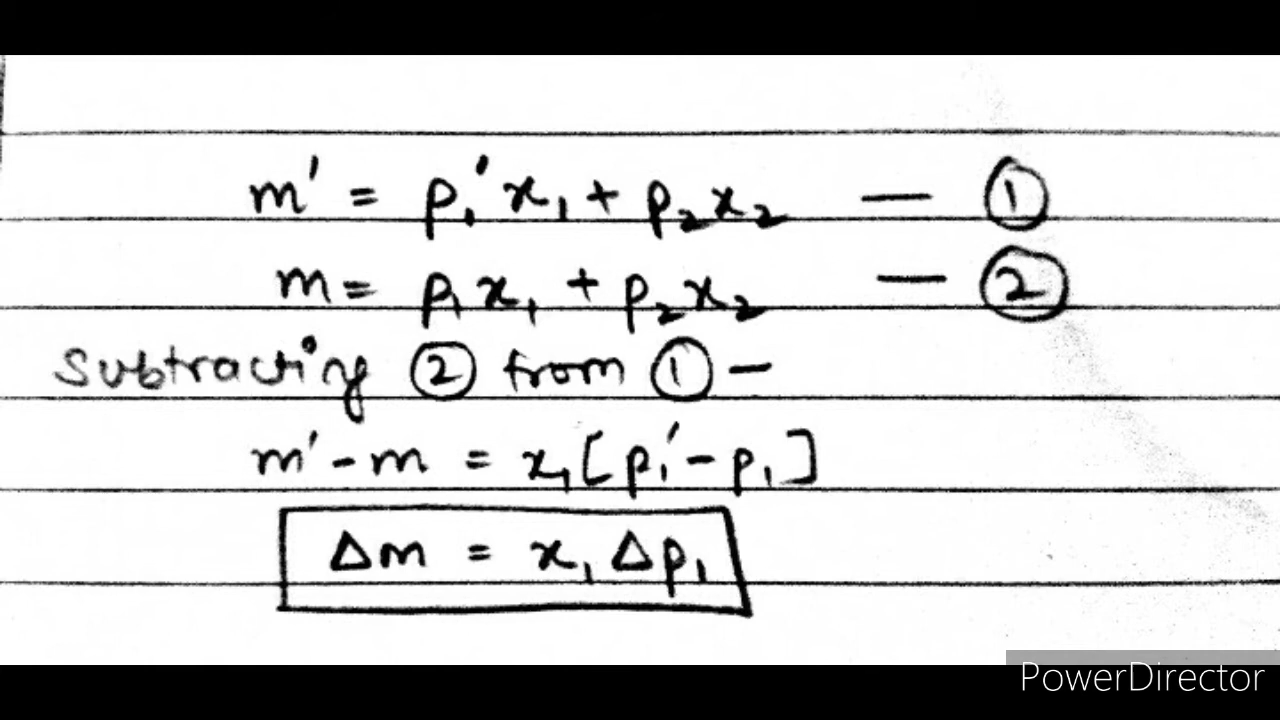 m' = p₁'x₁ + p₂x₂ — ①
m = p₁x₁ + p₂x₂ — ②
Subtracting ② from ① –
m' - m = x₁[p₁' - p₁]
Δm = x₁Δp₁
PowerDirector